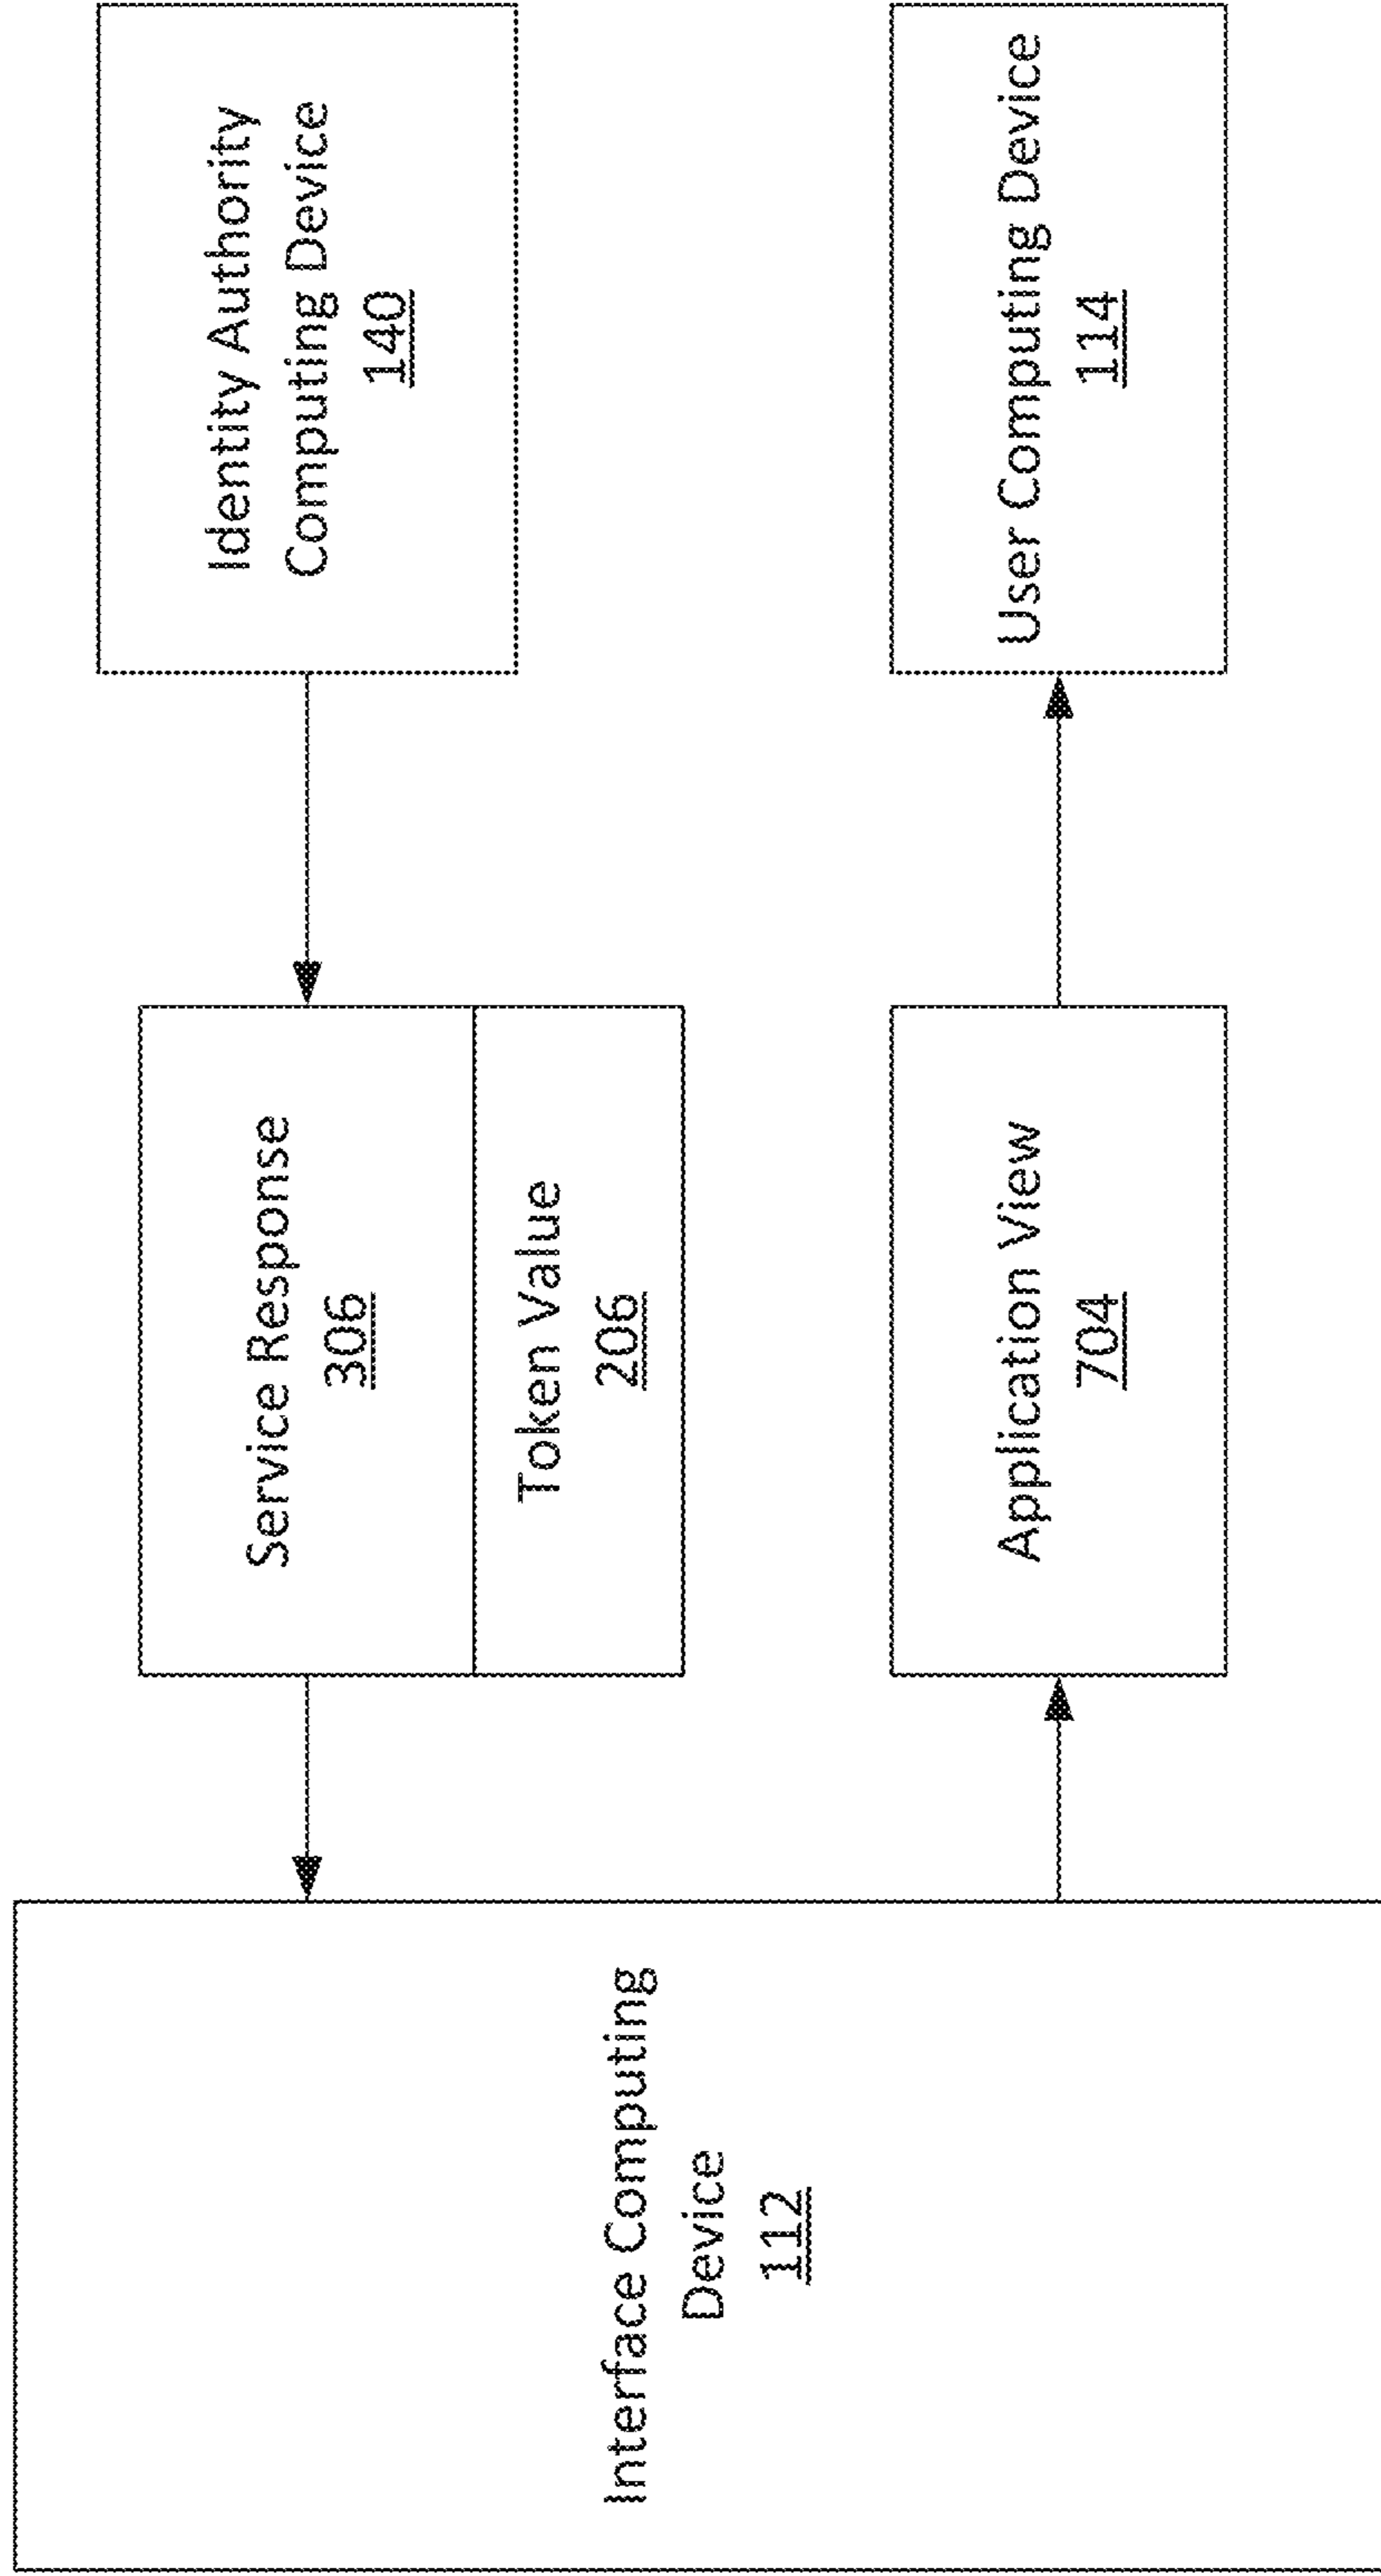 Interface Computing
Device
112
Service Response
306
Token Value
206
Application View
704
Identity Authority
Computing Device
140
User Computing Device
114